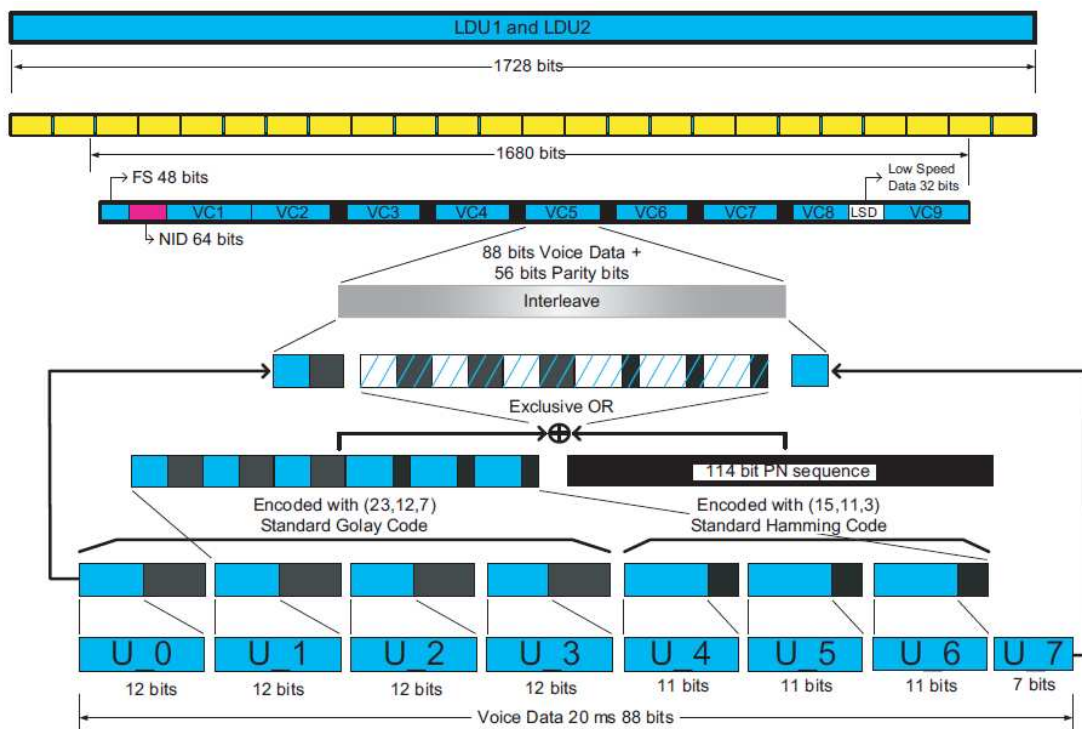 LDU1 and LDU2
1728 bits
1680 bits
FS 48 bits
Low Speed
Data 32 bits
VC1
VC2
VC3
VC4
VC5
VC6
VC7
VC8
LSD
VC9
NID 64 bits
88 bits Voice Data +
56 bits Parity bits
Interleave
Exclusive OR
114 bit PN sequence
Encoded with (23,12,7)
Standard Golay Code
Encoded with (15,11,3)
Standard Hamming Code
U_0
U_1
U_2
U_3
U_4
U_5
U_6
U_7
12 bits
12 bits
12 bits
12 bits
11 bits
11 bits
11 bits
7 bits
Voice Data 20 ms 88 bits